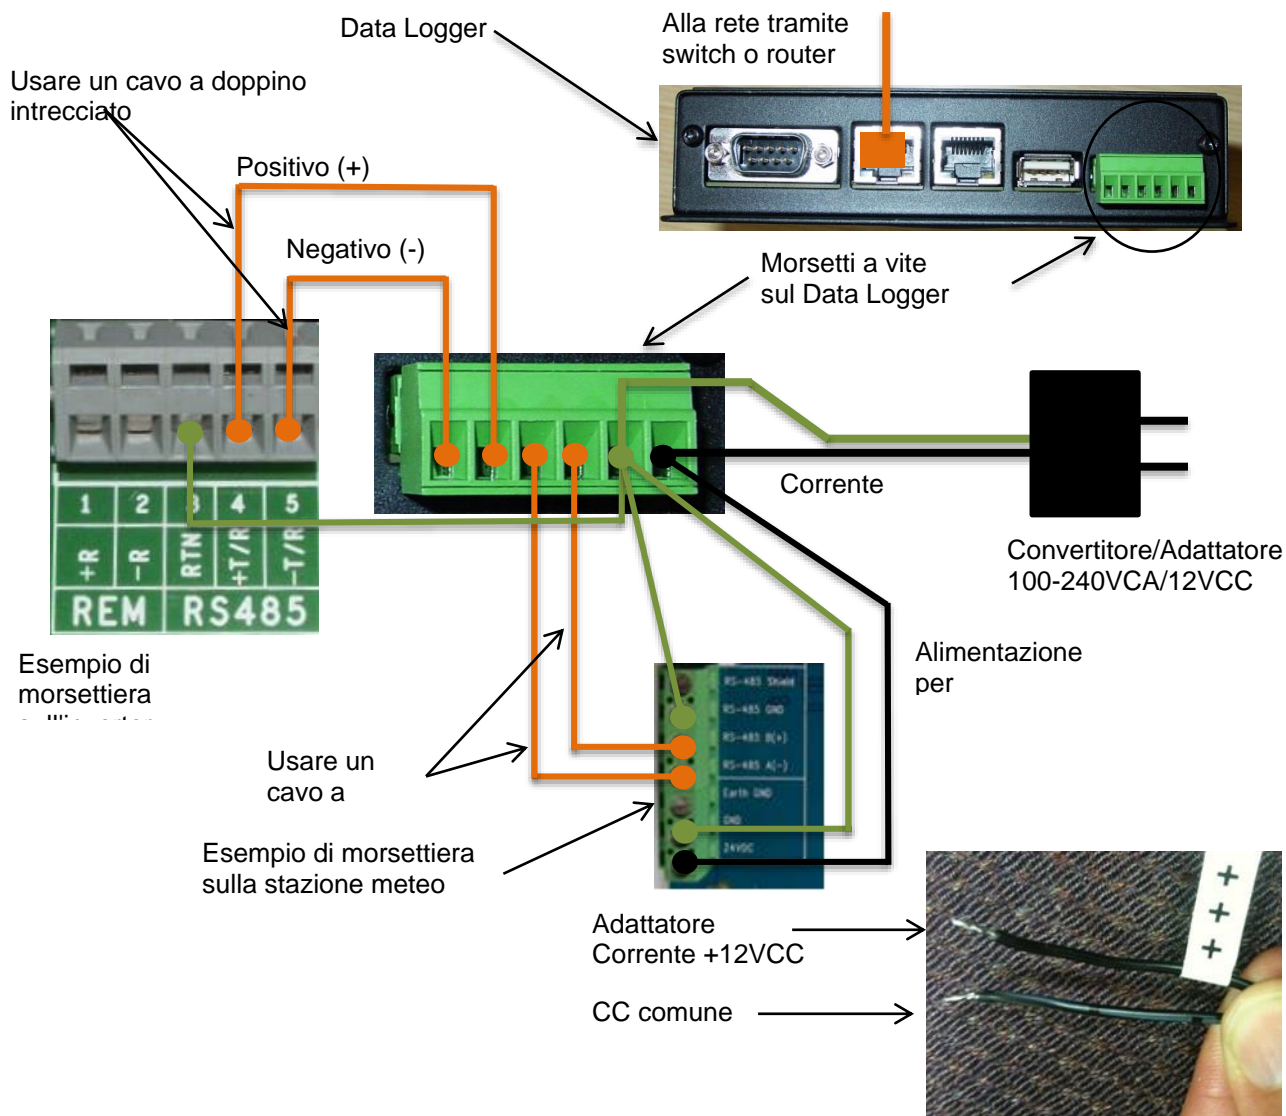 Data Logger
Alla rete tramite
switch o router
Usare un cavo a doppino
intrecciato
Positivo (+)
Negativo (-)
Morsetti a vite
sul Data Logger
Corrente
1 2 3 4 5
+R -R RTN +T/R -T/R
REM RS485
Convertitore/Adattatore
100-240VCA/12VCC
Esempio di
morsettiera
Alimentazione
per
RS-485 Shield
RS-485 GND
RS-485 B(+)
RS-485 A(-)
Earth GND
GND
24VDC
Usare un
cavo a
Esempio di morsettiera
sulla stazione meteo
Adattatore
Corrente +12VCC
CC comune
+ + +